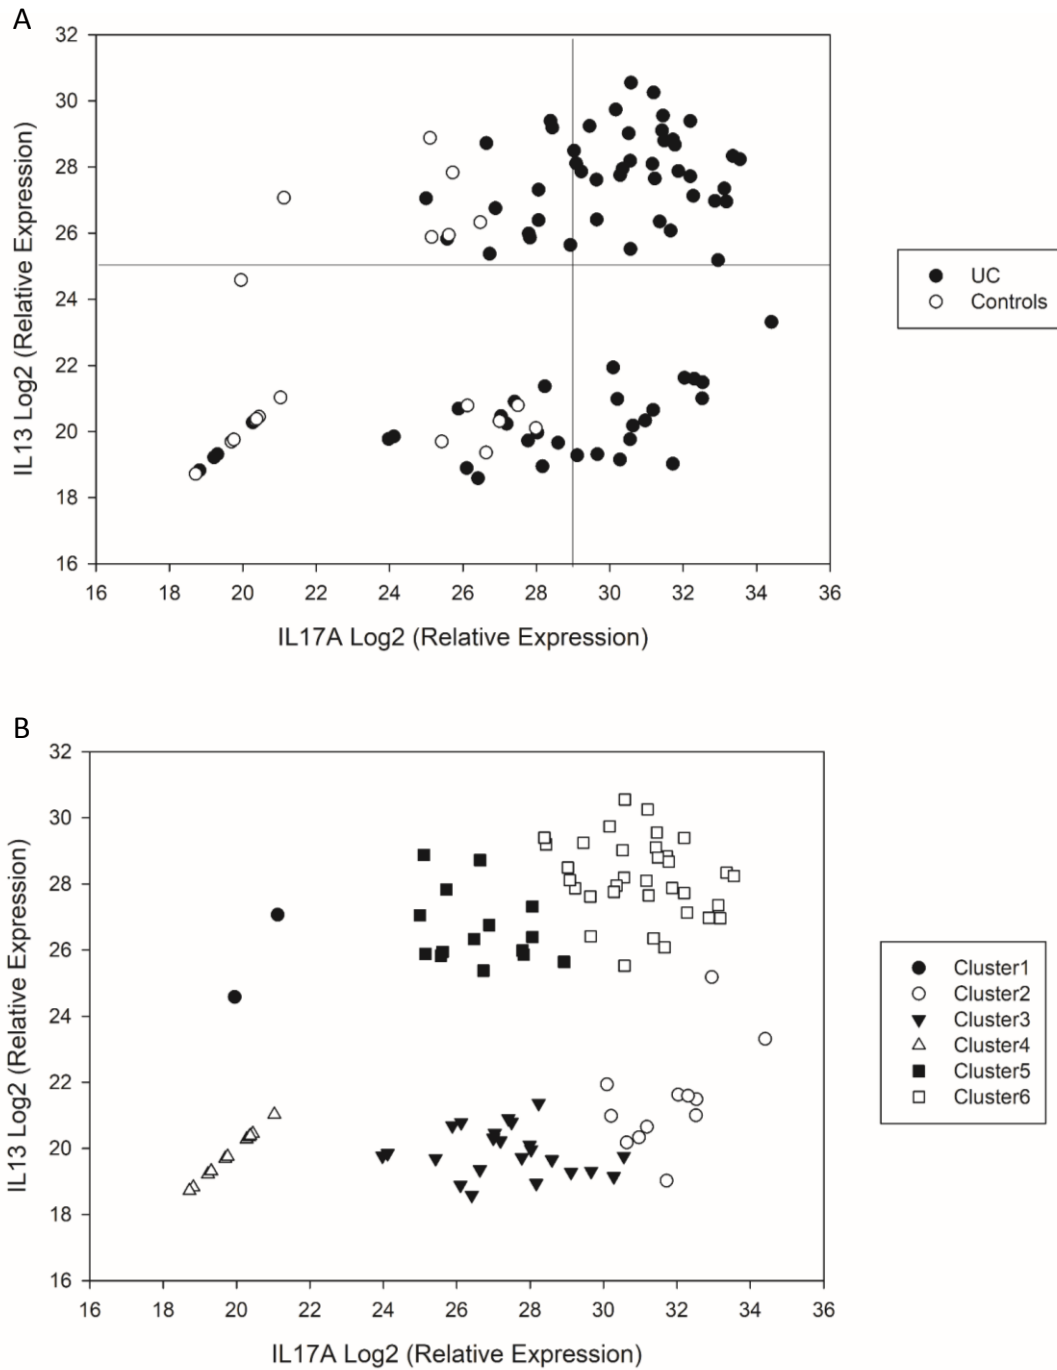 A
32
30
28
26
24
22
20
18
16
IL13 Log2 (Relative Expression)
16 18 20 22 24 26 28 30 32 34 36
IL17A Log2 (Relative Expression)
UC
Controls
B
32
30
28
26
24
22
20
18
16
IL13 Log2 (Relative Expression)
16 18 20 22 24 26 28 30 32 34 36
IL17A Log2 (Relative Expression)
Cluster1
Cluster2
Cluster3
Cluster4
Cluster5
Cluster6